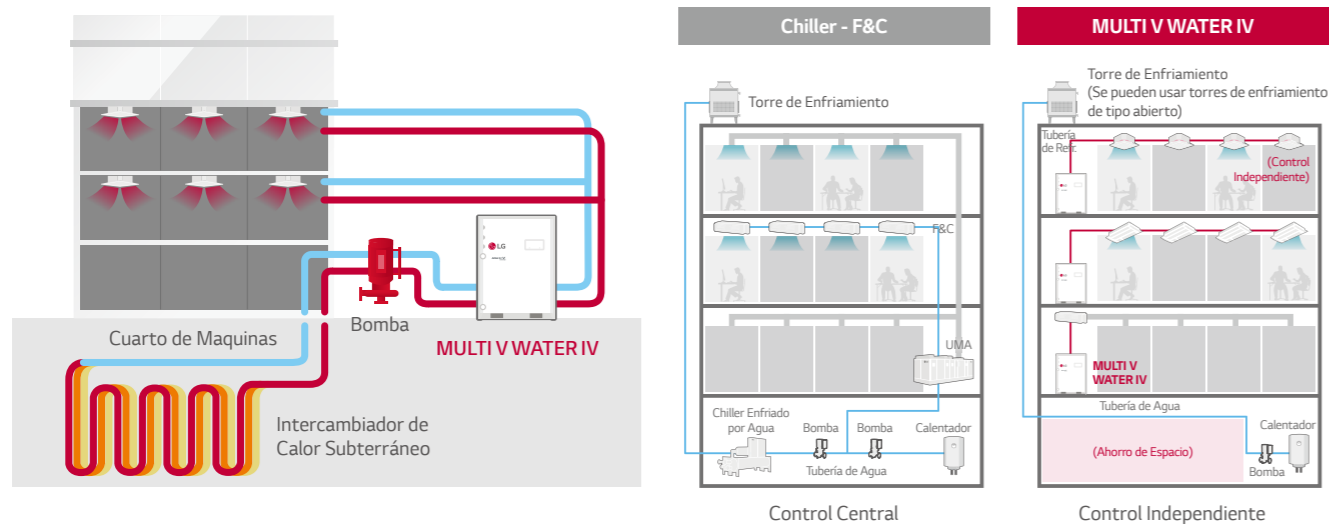 LG
Cuarto de Maquinas
Bomba
MULTI V WATER IV
Intercambiador de
Calor Subterráneo
Chiller - F&C
Torre de Enfriamiento
F&C
UMA
Chiller Enfriado
por Agua
Bomba
Bomba
Calentador
Tubería de Agua
Control Central
MULTI V WATER IV
Torre de Enfriamiento
(Se pueden usar torres de enfriamiento
de tipo abierto)
Tubería
de Refr.
(Control
Independiente)
MULTI V
WATER IV
Tubería de Agua
Calentador
(Ahorro de Espacio)
Bomba
Control Independiente